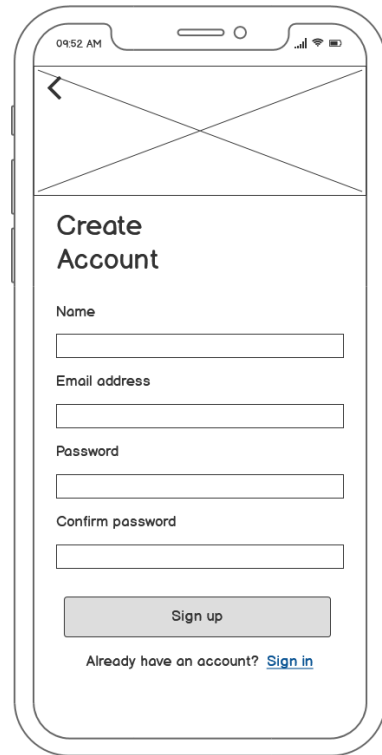 09:52 AM
Create
Account
Name
Email address
Password
Confirm password
Sign up
Already have an account? Sign in